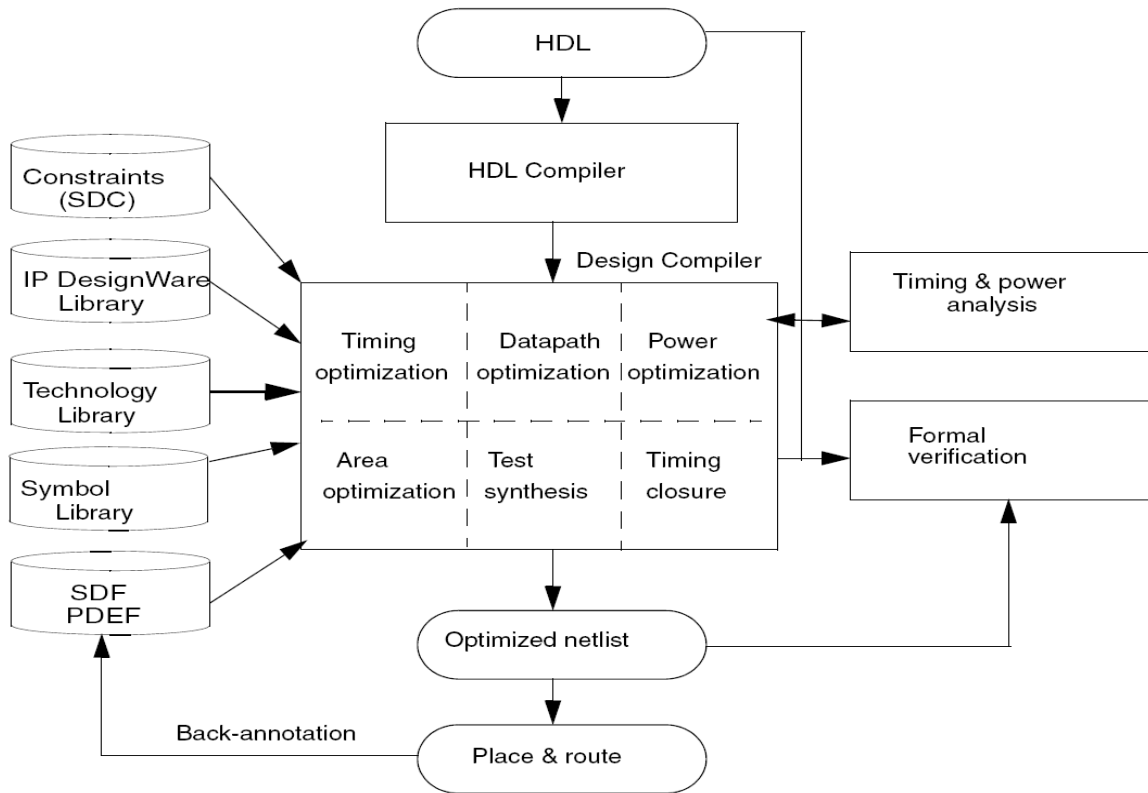 HDL
HDL Compiler
Design Compiler
Constraints
(SDC)
IP DesignWare
Library
Technology
Library
Symbol
Library
SDF
PDEF
Timing
optimization
Datapath
optimization
Power
optimization
Area
optimization
Test
synthesis
Timing
closure
Timing & power
analysis
Formal
verification
Optimized netlist
Back-annotation
Place & route